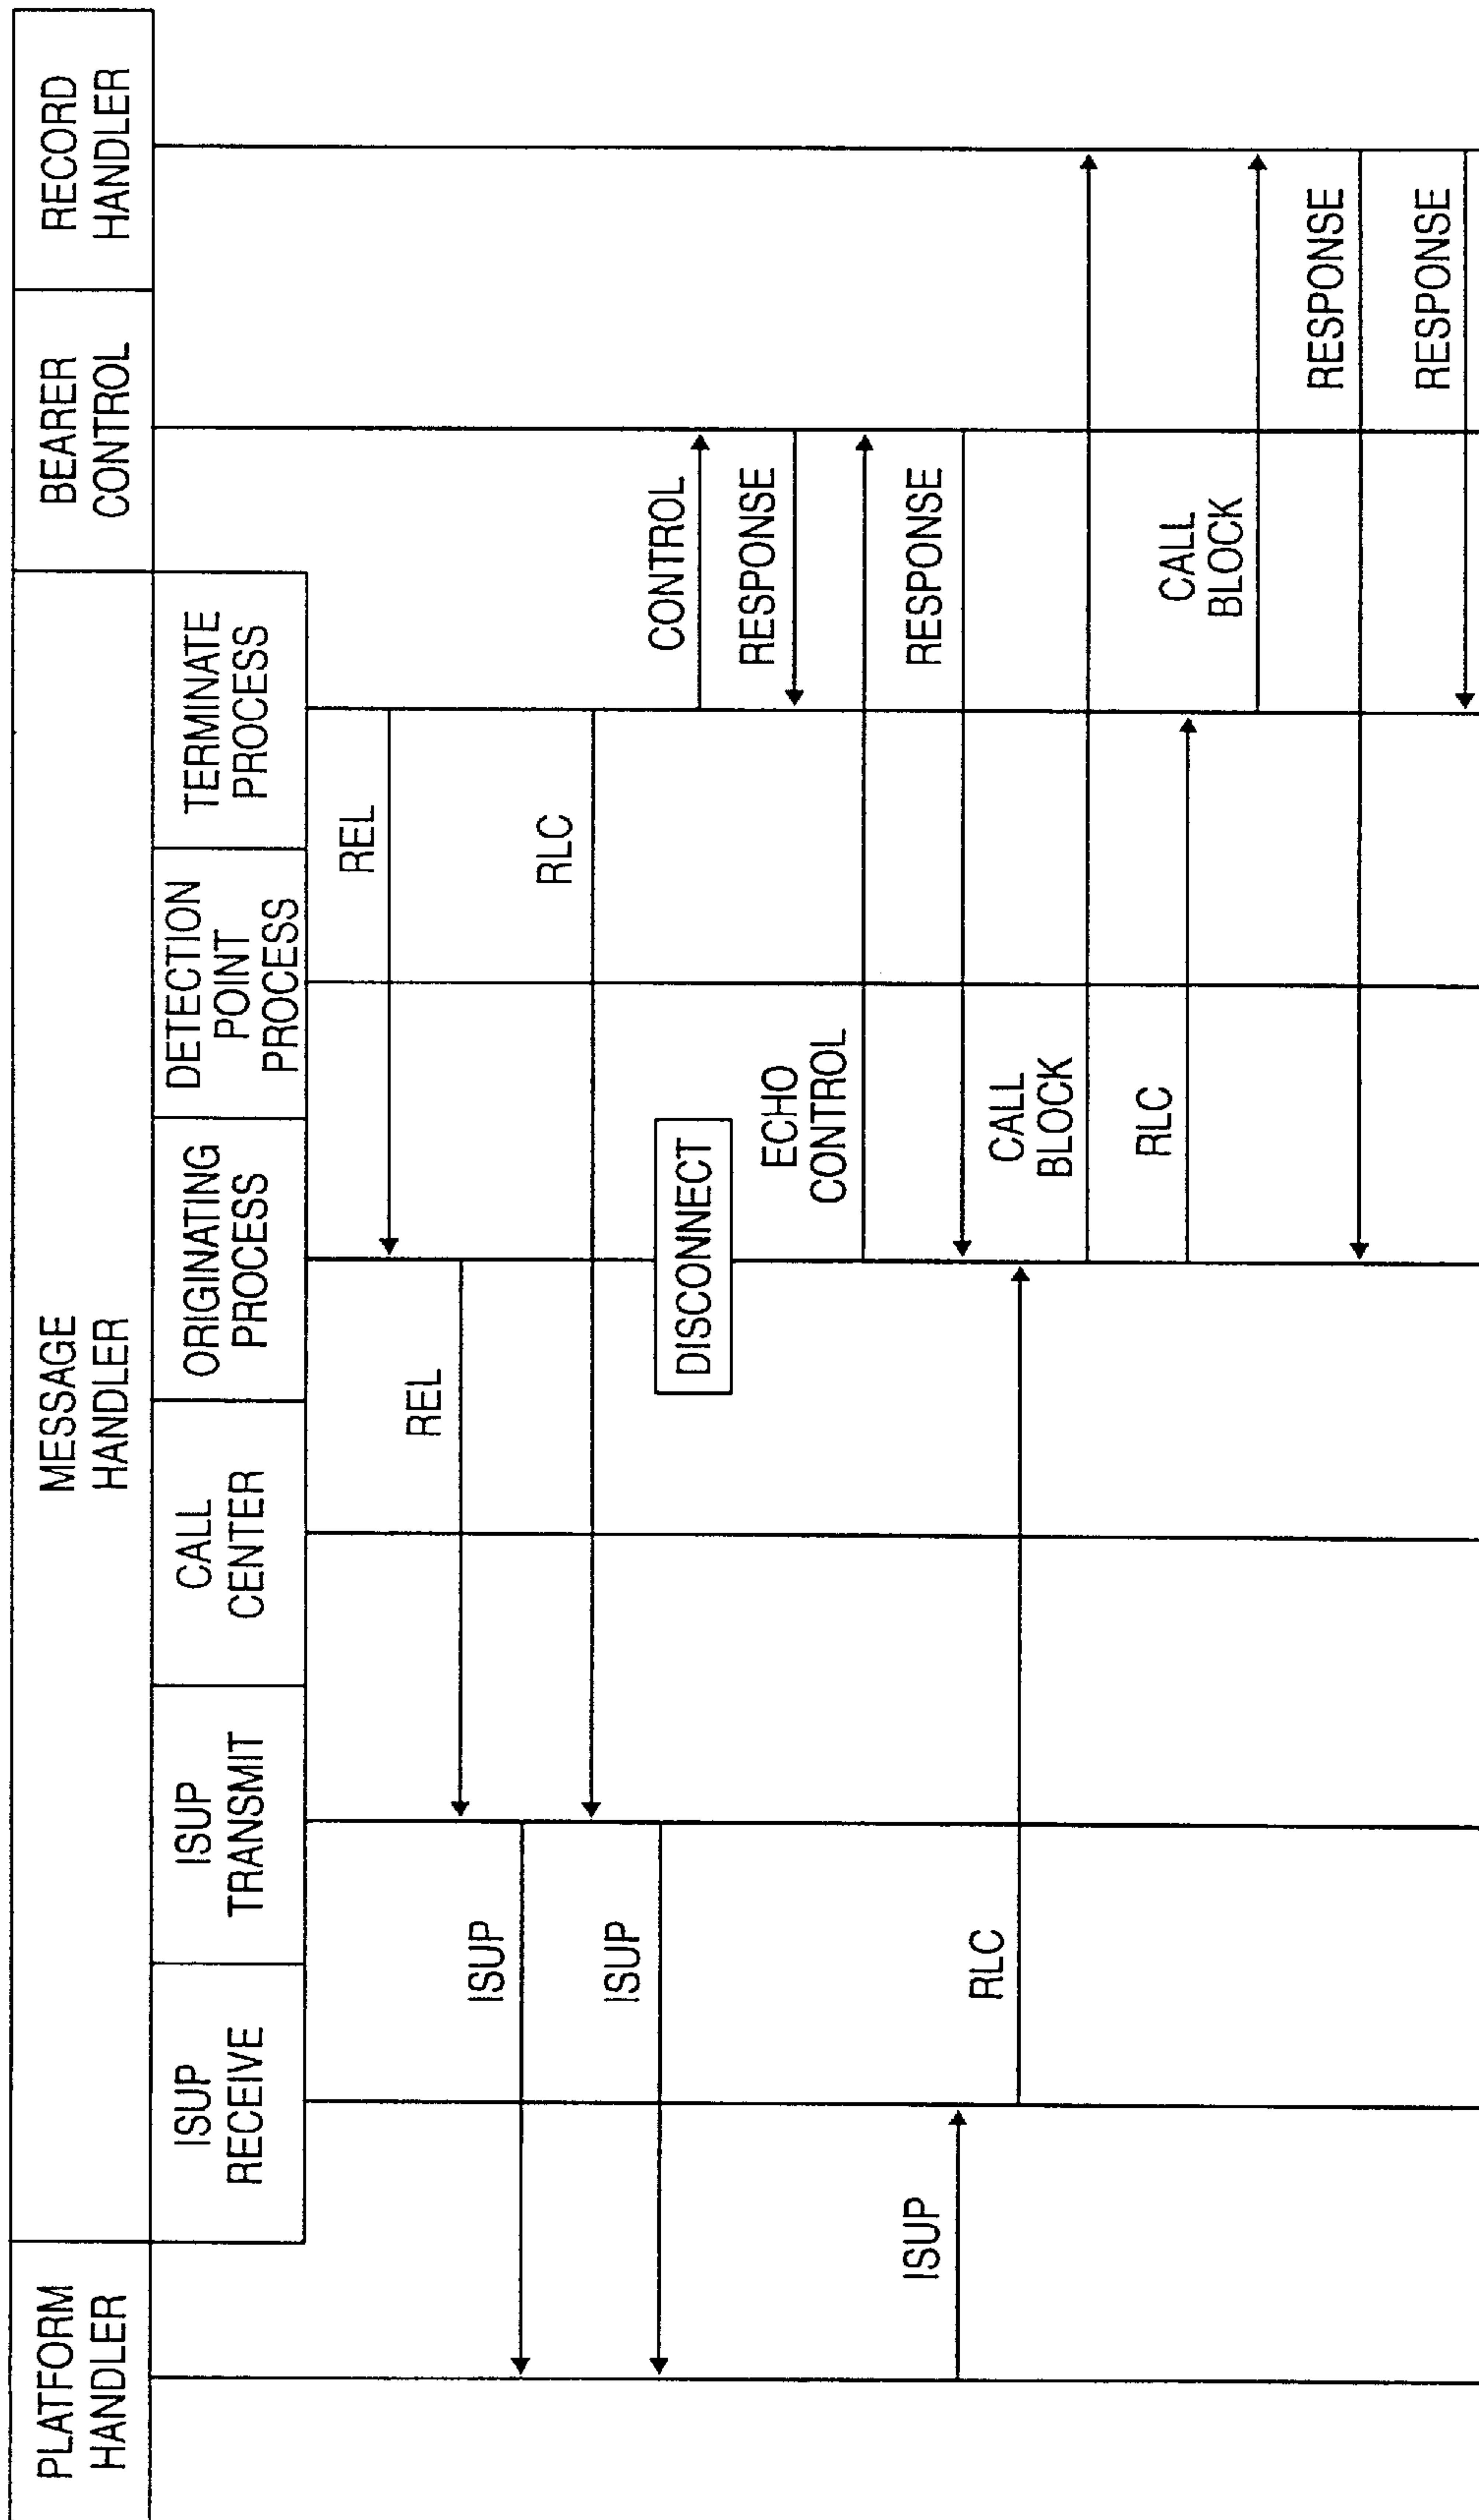 PLATFORM
HANDLER
MESSAGE
HANDLER
BEARER
CONTROL
RECORD
HANDLER
ISUP
RECEIVE
ISUP
TRANSMIT
CALL
CENTER
ORIGINATING
PROCESS
DETECTION
POINT
PROCESS
TERMINATE
PROCESS
REL
REL
ISUP
RLC
ISUP
DISCONNECT
CONTROL
RESPONSE
ECHO
CONTROL
ISUP
RESPONSE
RLC
CALL
BLOCK
RLC
CALL
BLOCK
RESPONSE
RESPONSE